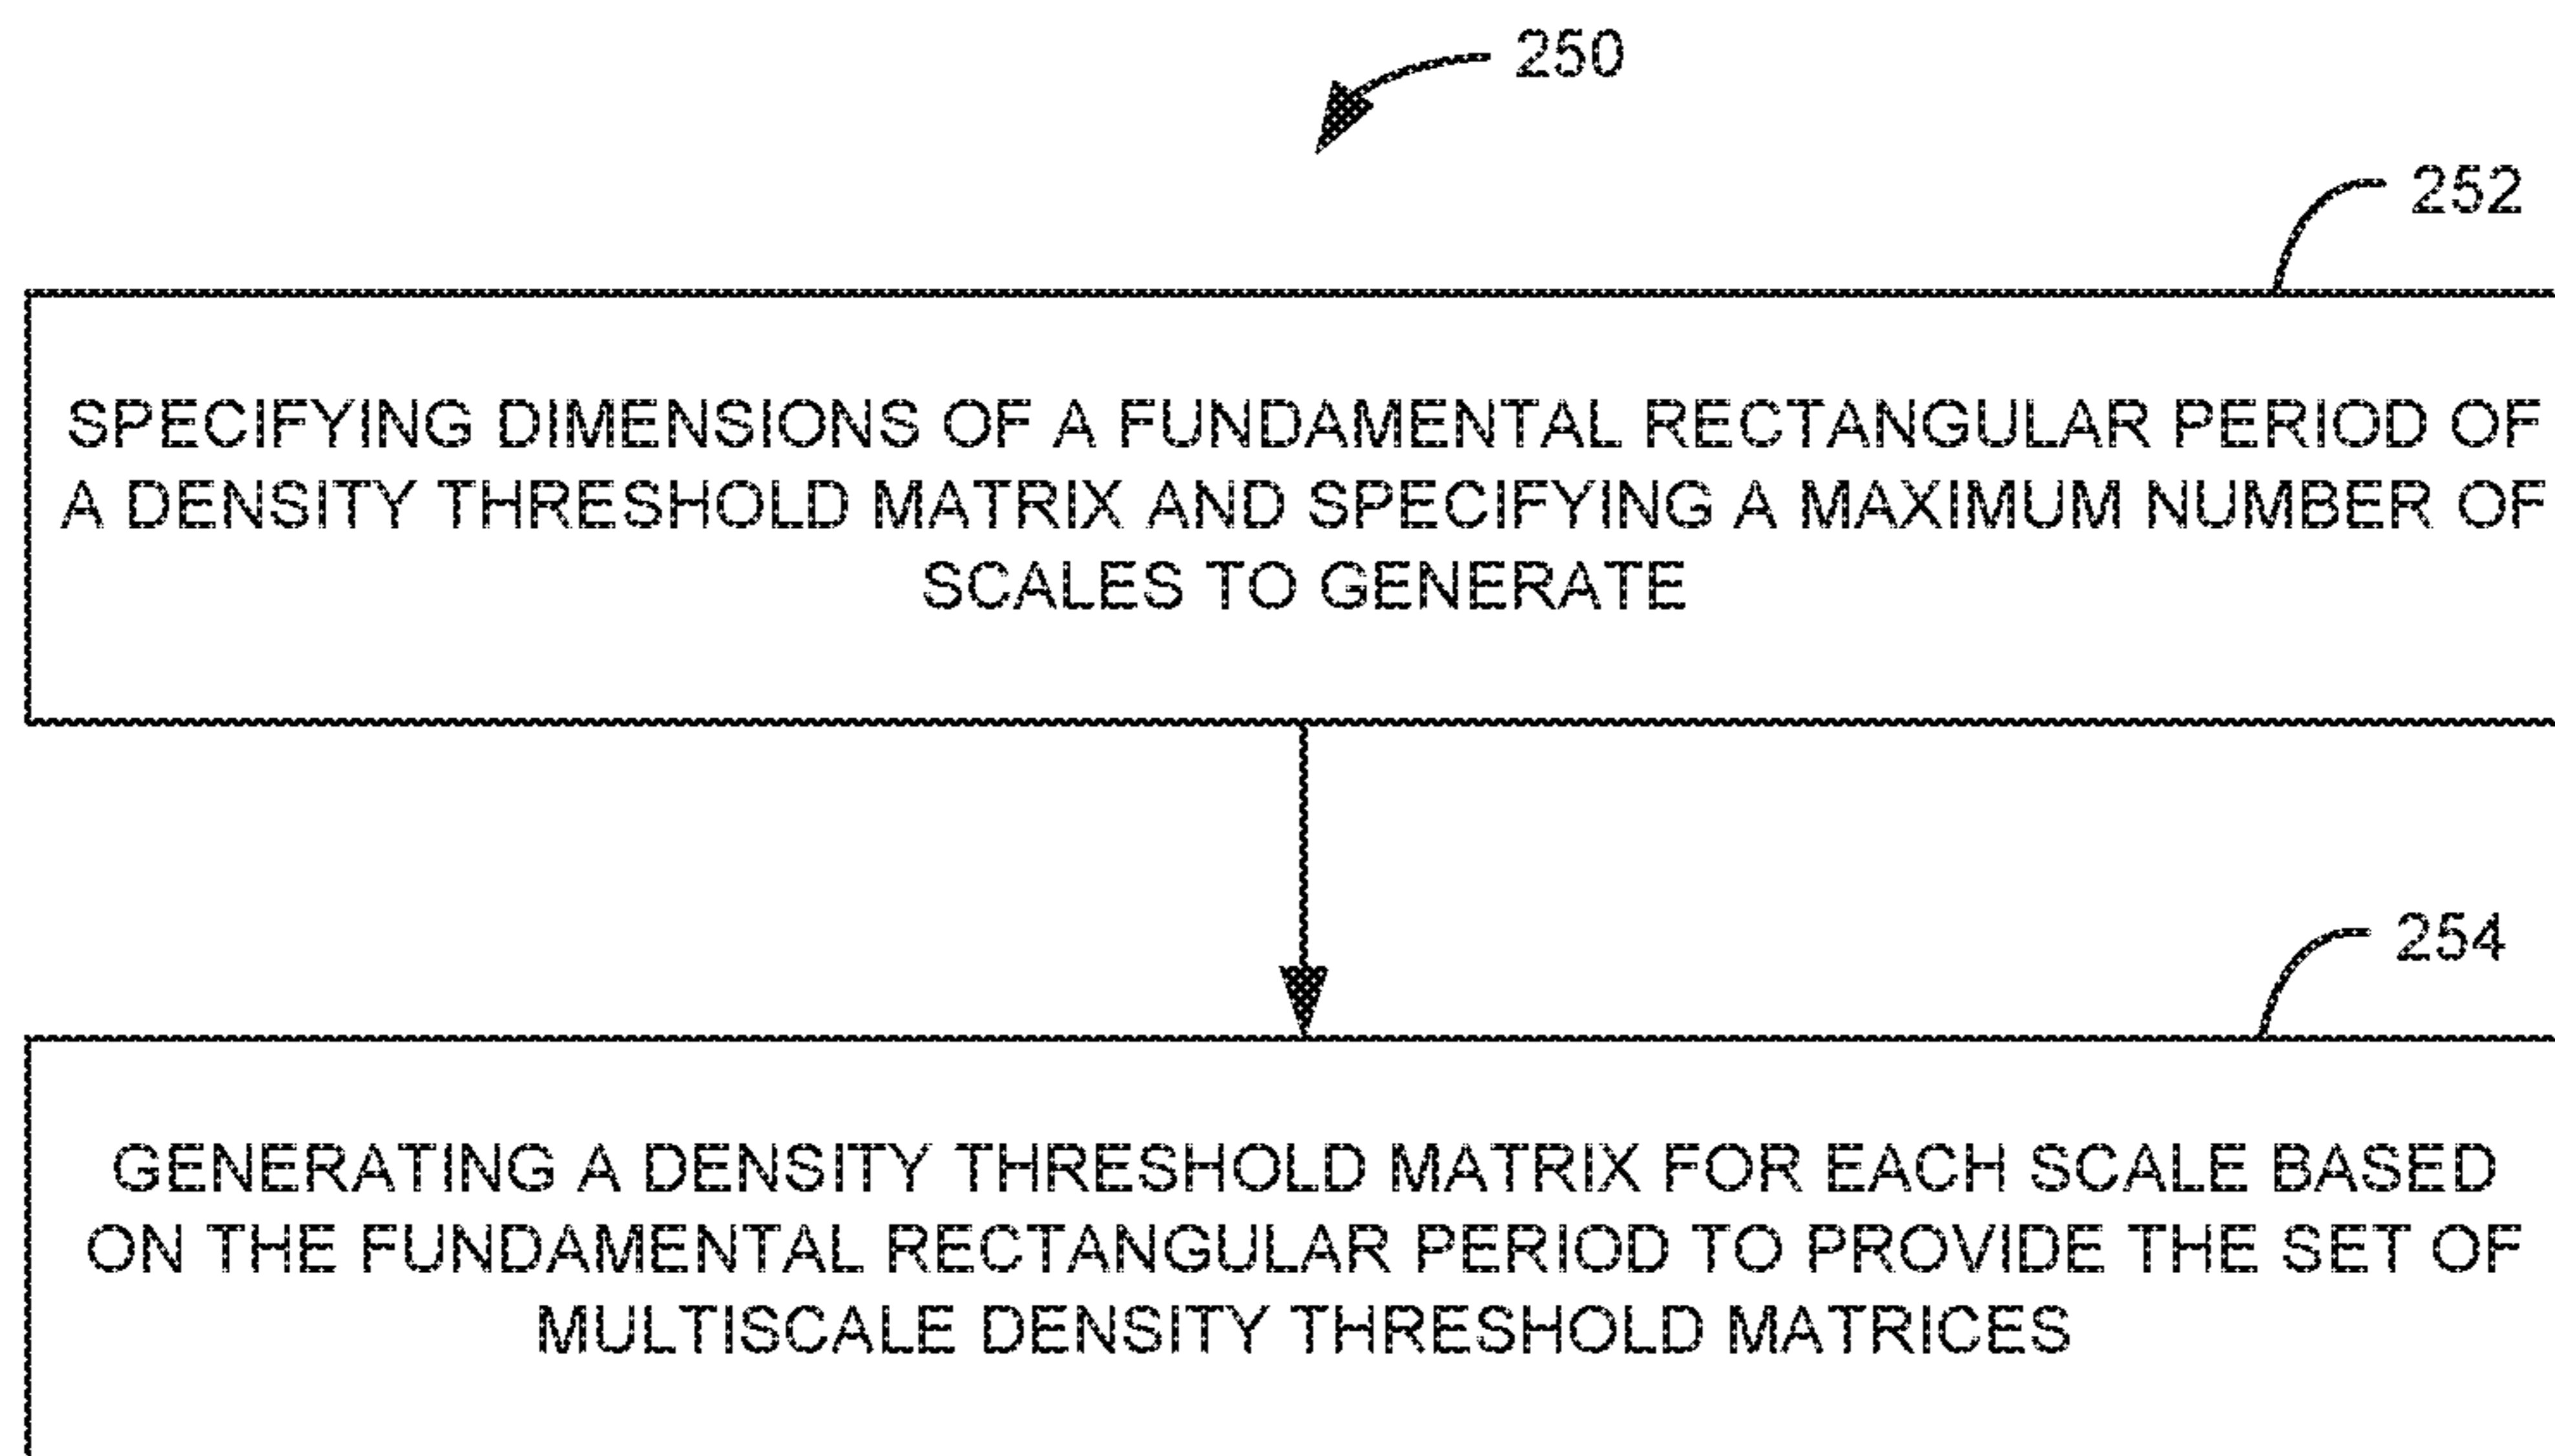 250
252
SPECIFYING DIMENSIONS OF A FUNDAMENTAL RECTANGULAR PERIOD OF
A DENSITY THRESHOLD MATRIX AND SPECIFYING A MAXIMUM NUMBER OF
SCALES TO GENERATE
254
GENERATING A DENSITY THRESHOLD MATRIX FOR EACH SCALE BASED
ON THE FUNDAMENTAL RECTANGULAR PERIOD TO PROVIDE THE SET OF
MULTISCALE DENSITY THRESHOLD MATRICES